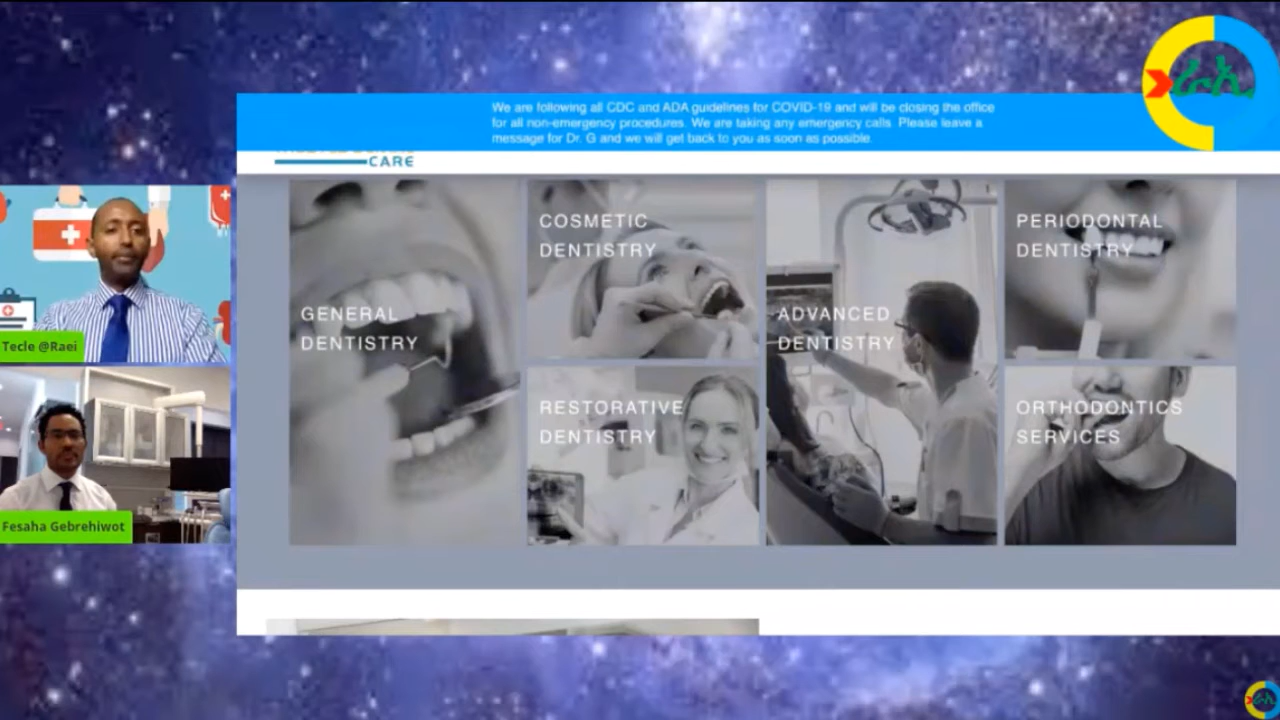 We are following all CDC and ADA guidelines for COVID-19 and will be closing the office
for all non-emergency procedures. We are taking any emergency calls. Please leave a
message for Dr. G and we will get back to you as soon as possible.
ራእይ
CARE
GENERAL
DENTISTRY
COSMETIC
DENTISTRY
ADVANCED
DENTISTRY
PERIODONTAL
DENTISTRY
RESTORATIVE
DENTISTRY
ORTHODONTICS
SERVICES
Tecle @Raei
Fesaha Gebrehiwot